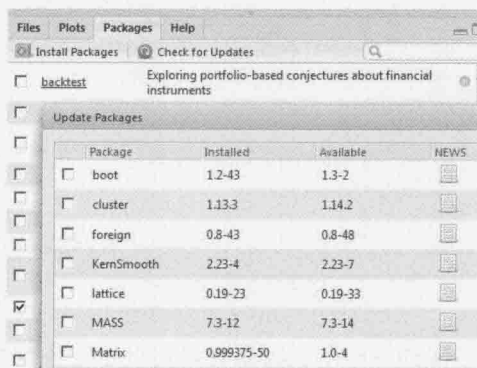 Files Plots Packages Help
Install Packages Check for Updates
backtest Exploring portfolio-based conjectures about financial
instruments
Update Packages
Package Installed Available NEWS
boot 1.2-43 1.3-2
cluster 1.13.3 1.14.2
foreign 0.8-43 0.8-48
KernSmooth 2.23-4 2.23-7
lattice 0.19-23 0.19-33
MASS 7.3-12 7.3-14
Matrix 0.999375-50 1.0-4